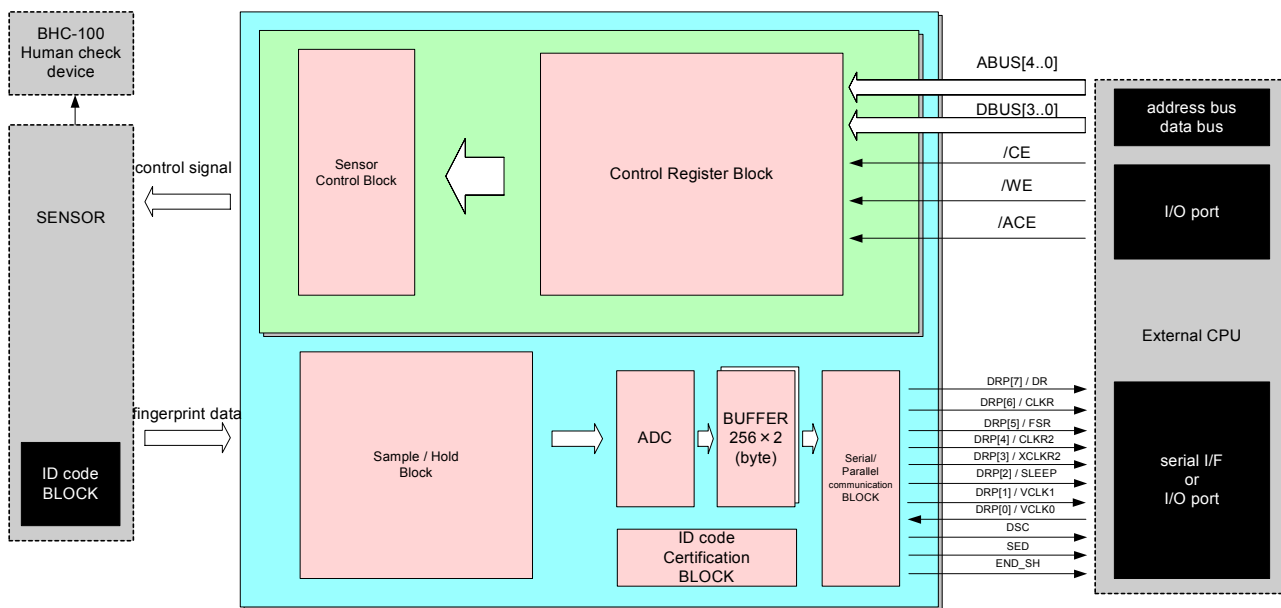 BHC-100
Human check
device
SENSOR
ID code
BLOCK
control signal
fingerprint data
Sensor
Control Block
Control Register Block
Sample / Hold
Block
ADC
BUFFER
256 × 2
(byte)
Serial/
Parallel
communication
BLOCK
ID code
Certification
BLOCK
ABUS[4..0]
DBUS[3..0]
/CE
/WE
/ACE
DRP[7] / DR
DRP[6] / CLKR
DRP[5] / FSR
DRP[4] / CLKR2
DRP[3] / XCLKR2
DRP[2] / SLEEP
DRP[1] / VCLK1
DRP[0] / VCLK0
DSC
SED
END_SH
address bus
data bus
I/O port
External CPU
serial I/F
or
I/O port